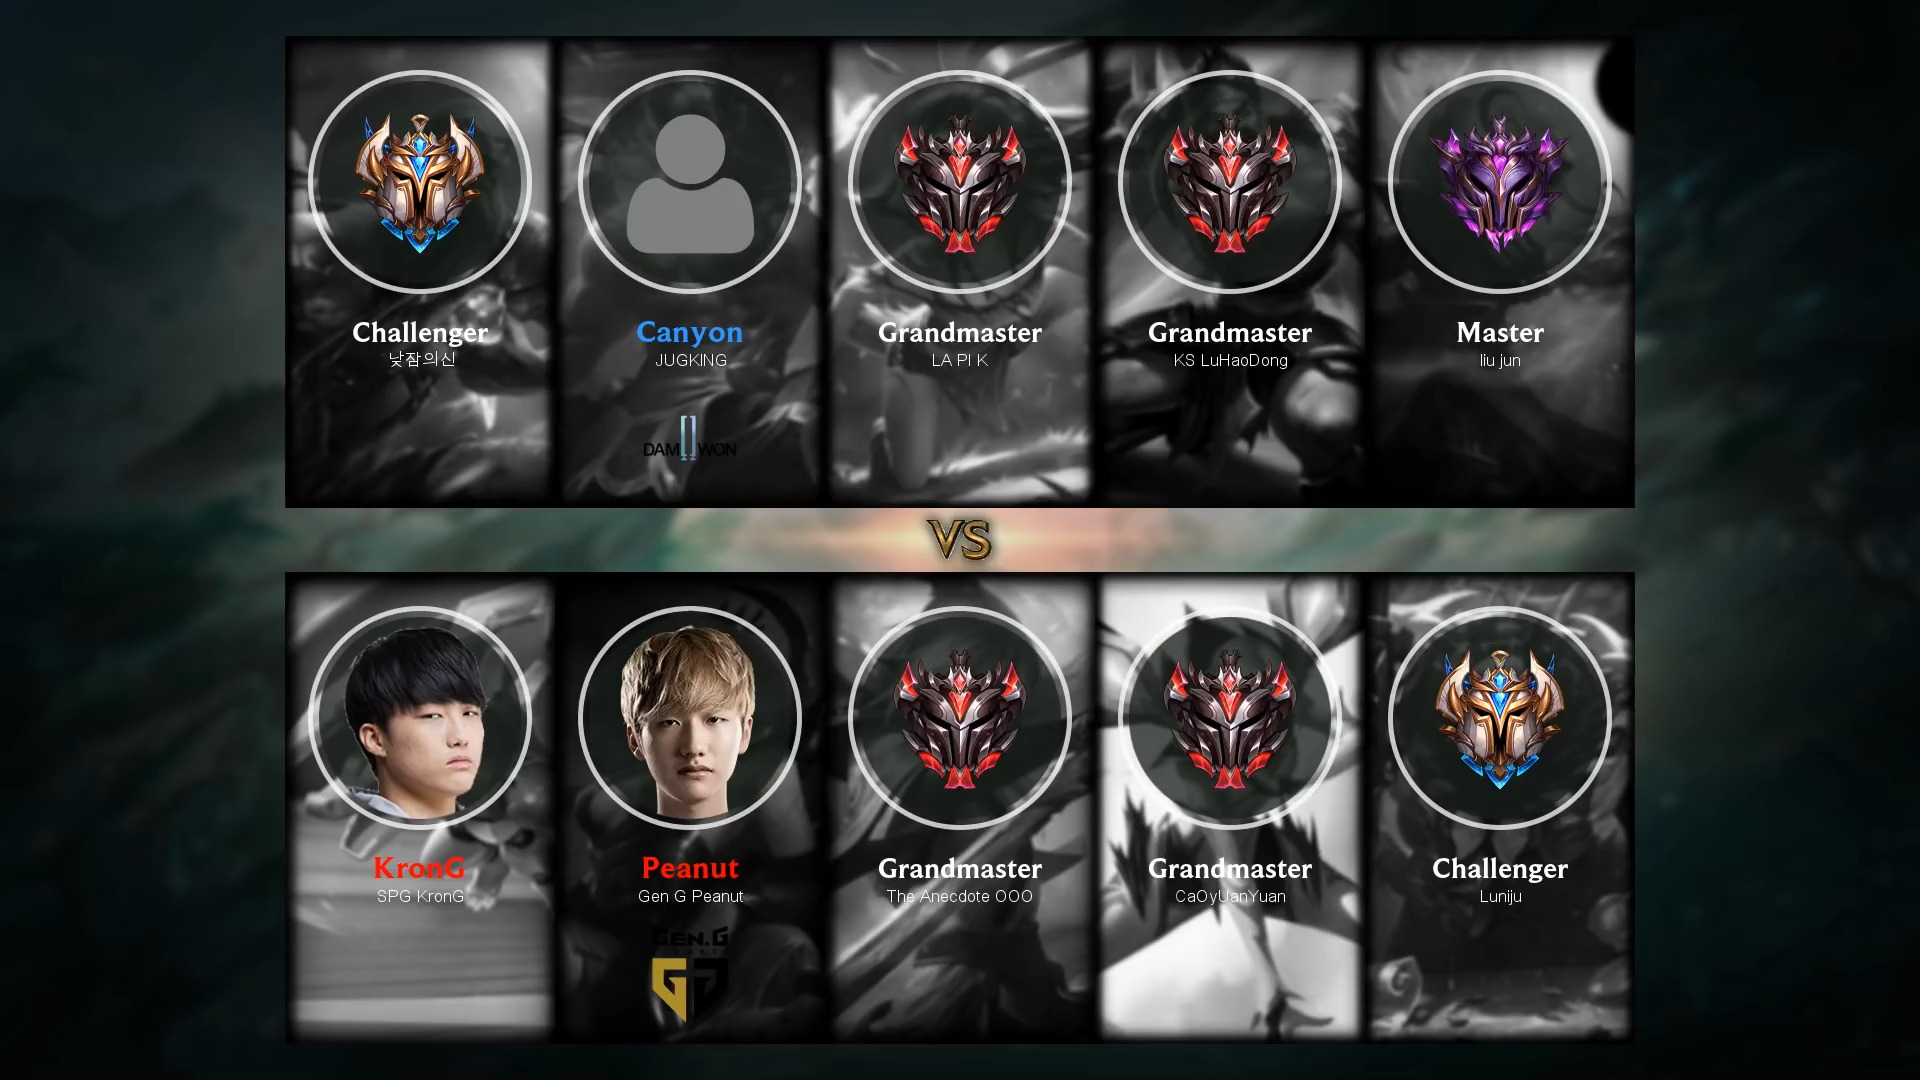 Challenger
낮잠의신
Canyon
JUGKING
DAMWON
Grandmaster
LA PI K
Grandmaster
KS LuHaoDong
Master
liu jun
VS
KronG
SPG KronG
Peanut
Gen G Peanut
GEN.G
Grandmaster
The Anecdote OOO
Grandmaster
CaOyUanYuan
Challenger
Luniju